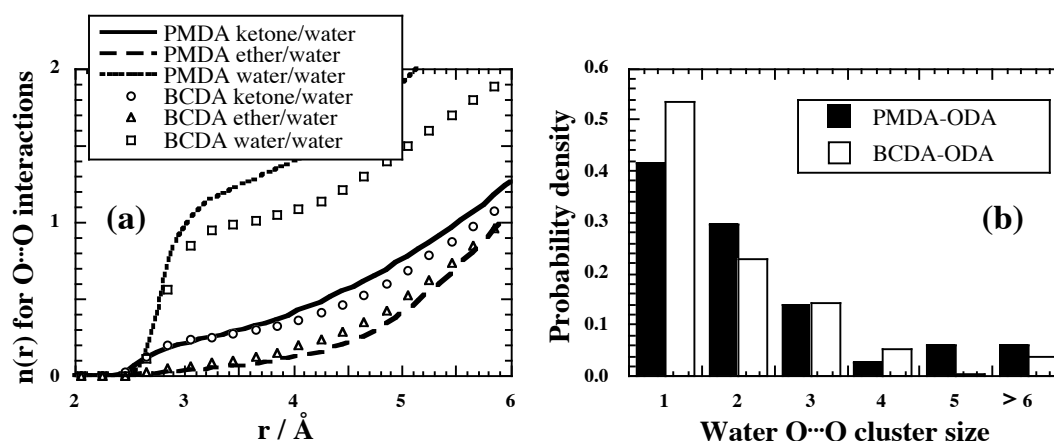 PMDA ketone/water
PMDA ether/water
PMDA water/water
BCDA ketone/water
BCDA ether/water
BCDA water/water
n(r) for O···O interactions
2
1
0
(a)
2 3 4 5 6
r / Å
Probability density
0.6
0.5
0.4
0.3
0.2
0.1
0.0
PMDA-ODA
BCDA-ODA
(b)
1 2 3 4 5 > 6
Water O···O cluster size